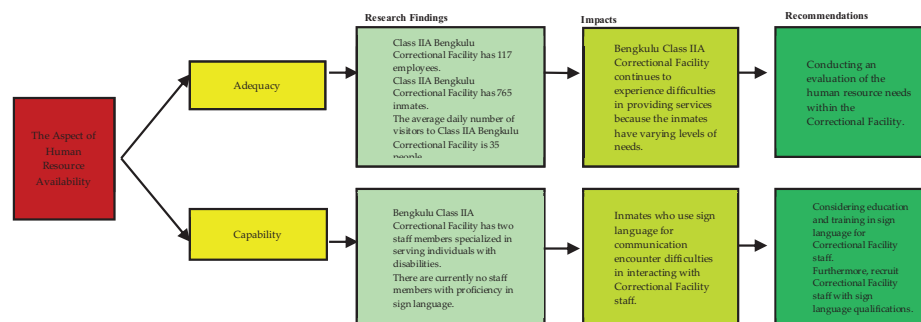 Research Findings
Impacts
Recommendations
The Aspect of
Human
Resource
Availability
Adequacy
Class IIA Bengkulu
Correctional Facility has 117
employees.
Class IIA Bengkulu
Correctional Facility has 765
inmates.
The average daily number of
visitors to Class IIA Bengkulu
Correctional Facility is 35
people
Bengkulu Class IIA
Correctional Facility
continues to
experience difficulties
in providing services
because the inmates
have varying levels of
needs.
Conducting an
evaluation of the
human resource needs
within the
Correctional Facility.
Capability
Bengkulu Class IIA
Correctional Facility has two
staff members specialized in
serving individuals with
disabilities.
There are currently no staff
members with proficiency in
sign language.
Inmates who use sign
language for
communication
encounter difficulties
in interacting with
Correctional Facility
staff.
Considering education
and training in sign
language for
Correctional Facility
staff.
Furthermore, recruit
Correctional Facility
staff with sign
language qualifications.